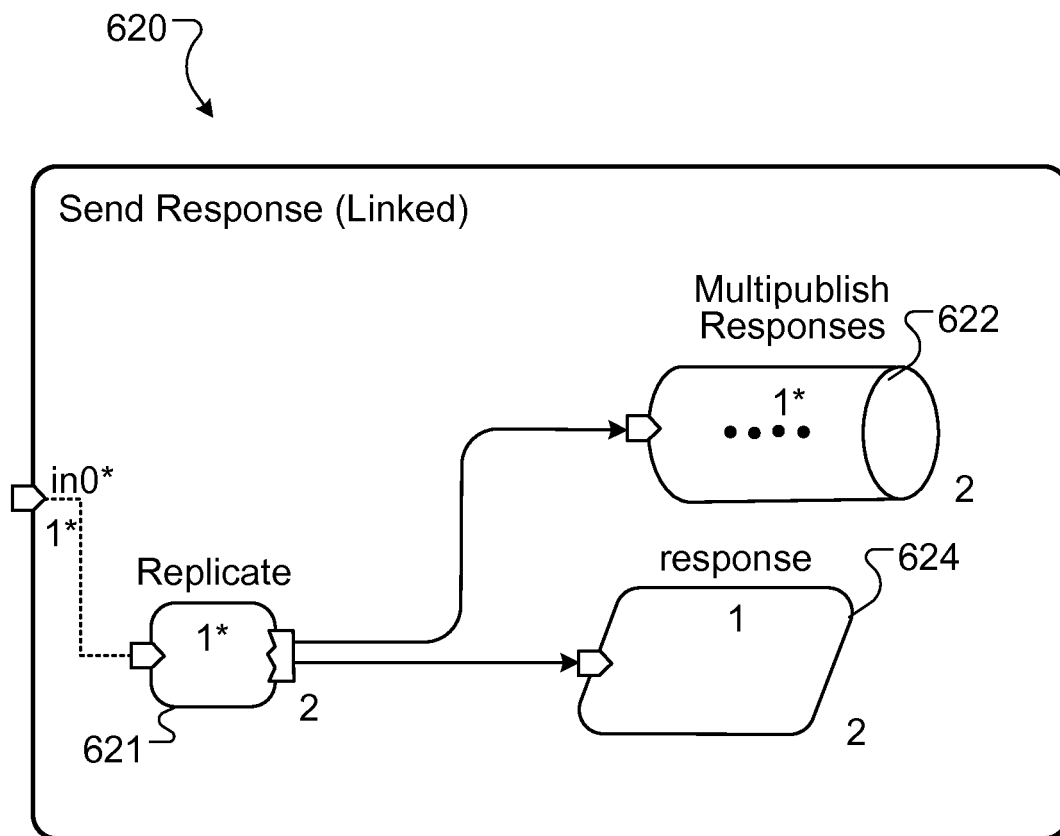 620
Send Response (Linked)
Multipublish
Responses
622
1*
2
in0*
1*
Replicate
1*
2
621
response
624
1
2